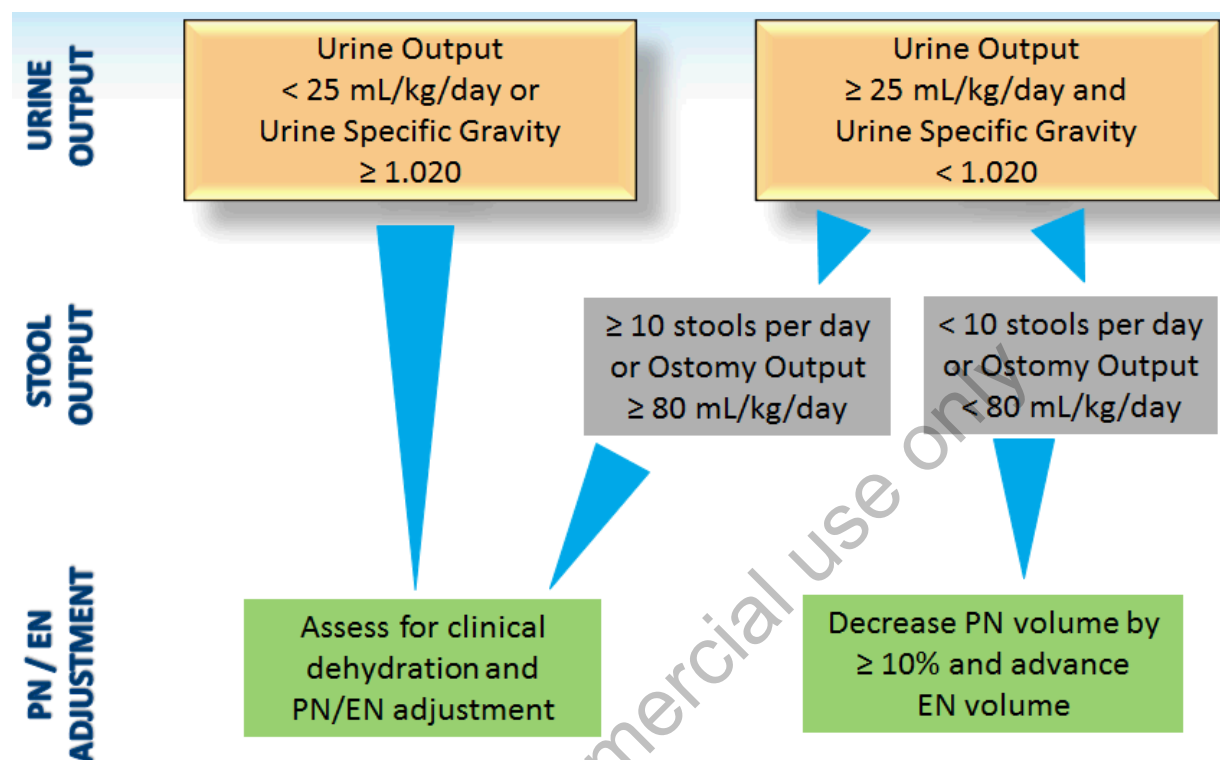 URINE
OUTPUT
Urine Output
< 25 mL/kg/day or
Urine Specific Gravity
≥ 1.020
Urine Output
≥ 25 mL/kg/day and
Urine Specific Gravity
< 1.020
STOOL
OUTPUT
≥ 10 stools per day
or Ostomy Output
≥ 80 mL/kg/day
< 10 stools per day
or Ostomy Output
< 80 mL/kg/day
PN / EN
ADJUSTMENT
Assess for clinical
dehydration and
PN/EN adjustment
Decrease PN volume by
≥ 10% and advance
EN volume
mercial use only